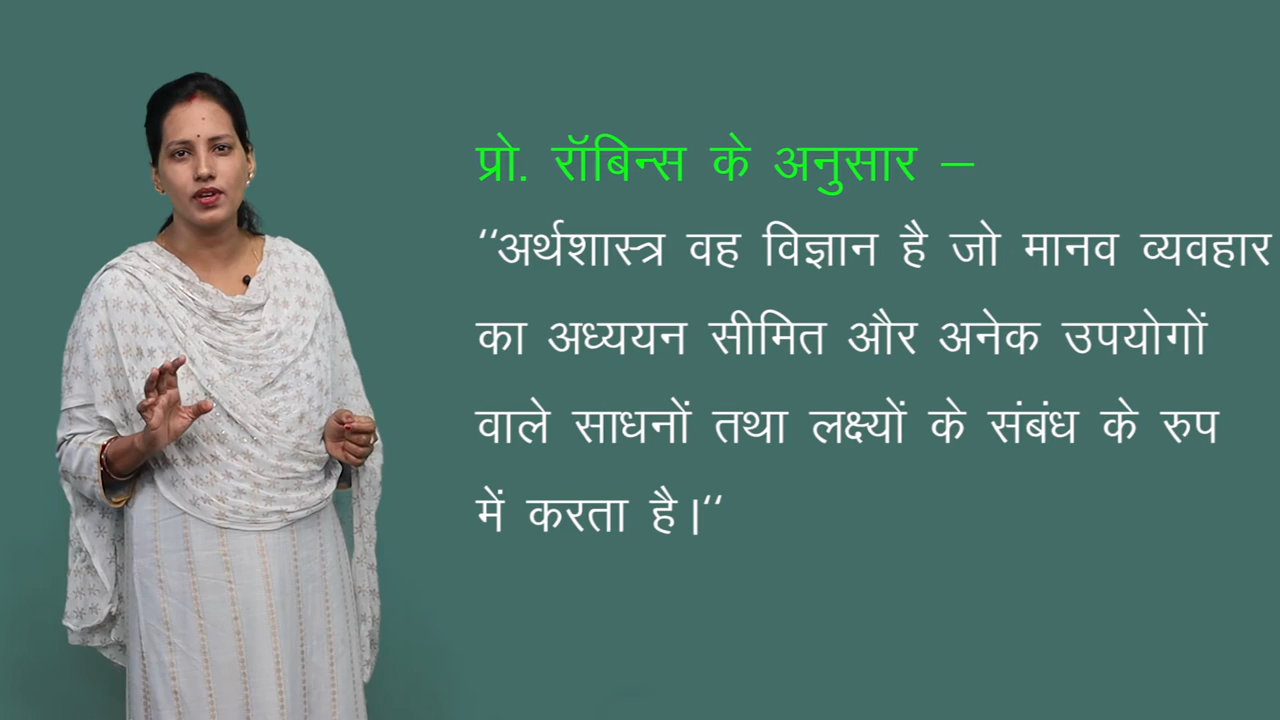 प्रो. रॉबिन्स के अनुसार –
‘‘अर्थशास्त्र वह विज्ञान है जो मानव व्यवहार
का अध्ययन सीमित और अनेक उपयोगों
वाले साधनों तथा लक्ष्यों के संबंध के रुप
में करता है।‘‘